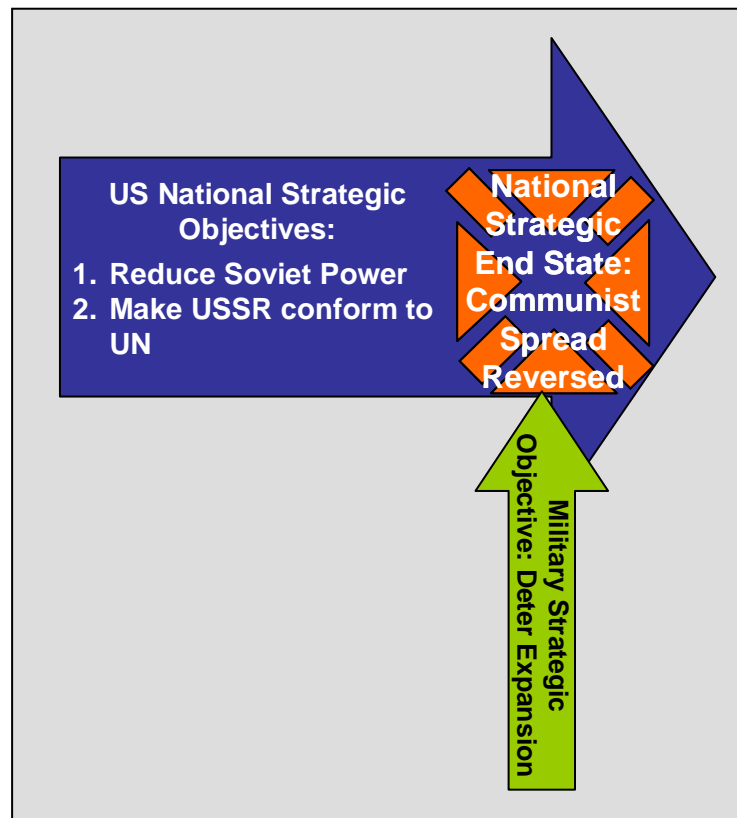 US National Strategic
Objectives:
1. Reduce Soviet Power
2. Make USSR conform to
UN
National
Strategic
End State:
Communist
Spread
Reversed
Military Strategic
Objective: Deter Expansion